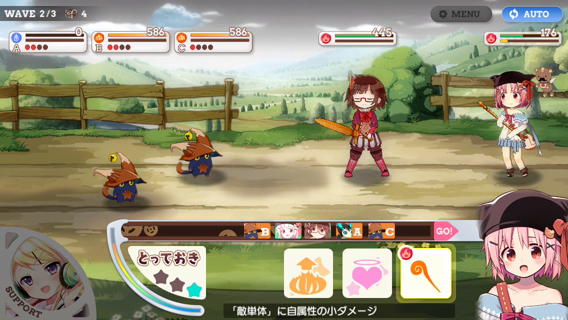 WAVE 2/3 4
MENU
AUTO
A 0
B 586
C 586
445
176
B A C GO!
とっておき
SUPPORT
「敵単体」に自属性の小ダメージ